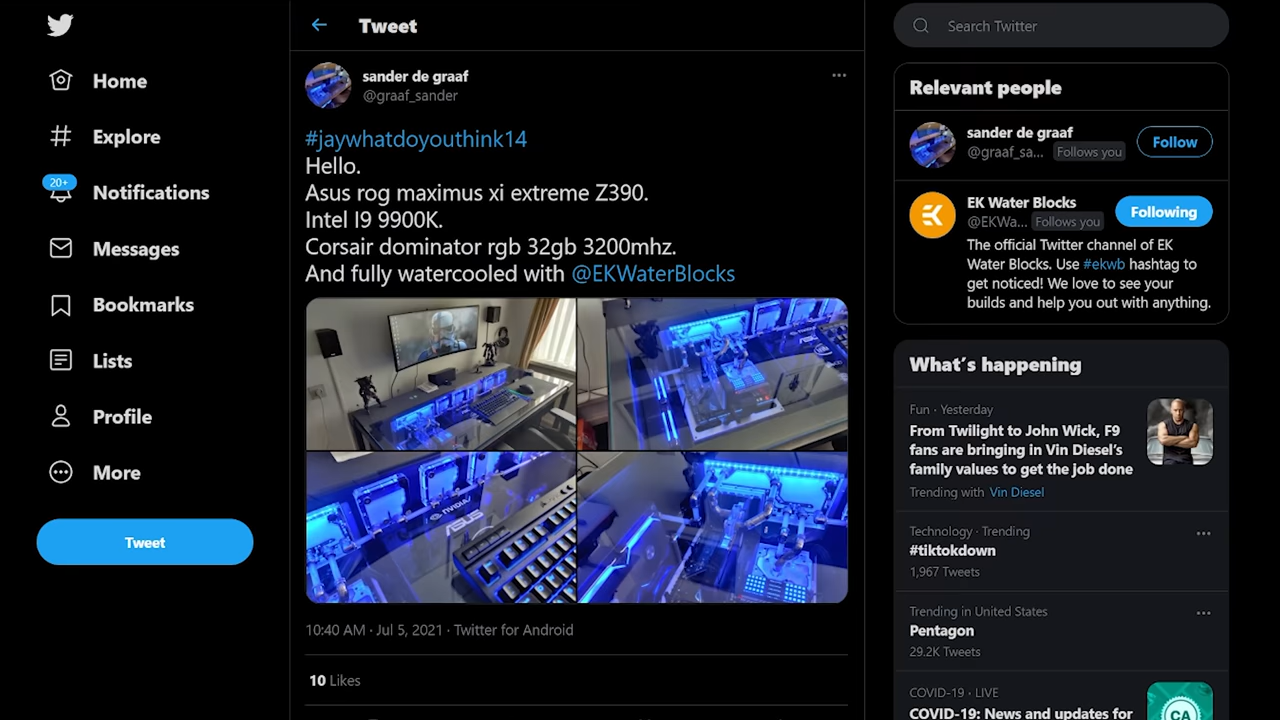 Home
Explore
20+
Notifications
Messages
Bookmarks
Lists
Profile
More
Tweet
Tweet
sander de graaf
@graaf_sander
#jaywhatdoyouthink14
Hello.
Asus rog maximus xi extreme Z390.
Intel I9 9900K.
Corsair dominator rgb 32gb 3200mhz.
And fully watercooled with @EKWaterBlocks
NVIDIA
ASUS
10:40 AM · Jul 5, 2021 · Twitter for Android
10 Likes
Search Twitter
Relevant people
sander de graaf
@graaf_sa... Follows you
Follow
EK Water Blocks
@EKWa... Follows you
Following
The official Twitter channel of EK
Water Blocks. Use #ekwb hashtag to
get noticed! We love to see your
builds and help you out with anything.
What's happening
Fun · Yesterday
From Twilight to John Wick, F9
fans are bringing in Vin Diesel's
family values to get the job done
Trending with Vin Diesel
Technology · Trending
#tiktokdown
1,967 Tweets
Trending in United States
Pentagon
29.2K Tweets
COVID-19 · LIVE
COVID-19: News and updates for
CA